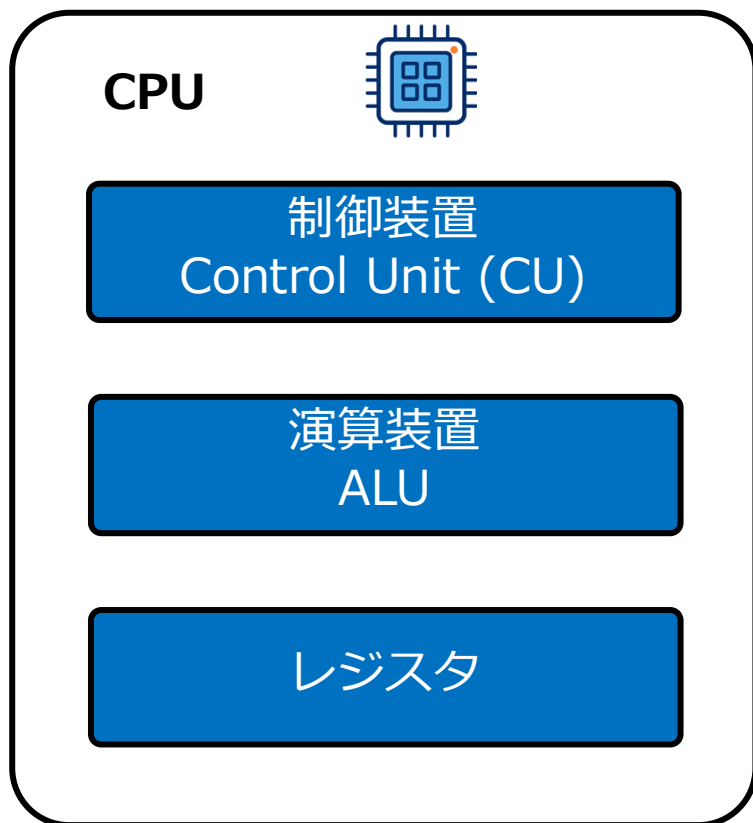 CPU
制御装置
Control Unit (CU)
演算装置
ALU
レジスタ